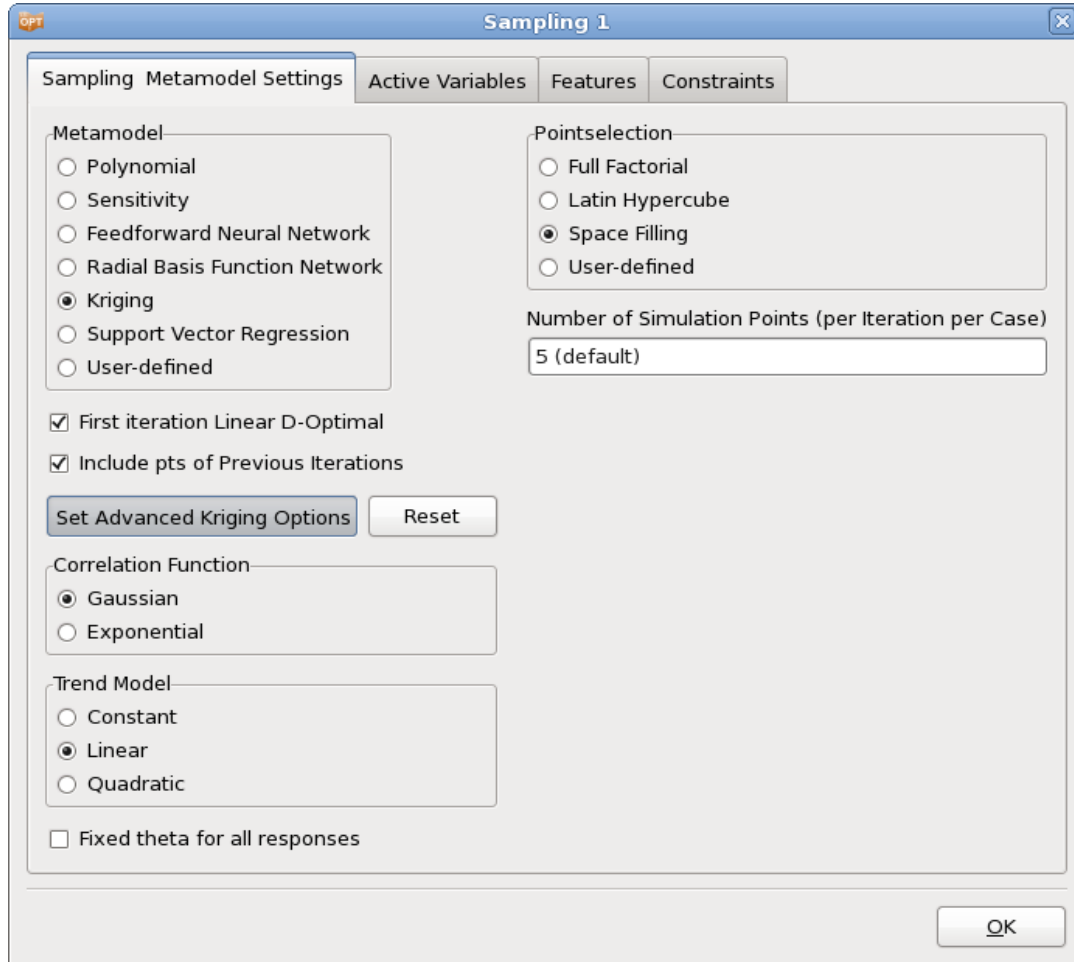 OPT
Sampling 1
Sampling Metamodel Settings
Active Variables
Features
Constraints
Metamodel
Polynomial
Sensitivity
Feedforward Neural Network
Radial Basis Function Network
Kriging
Support Vector Regression
User-defined
First iteration Linear D-Optimal
Include pts of Previous Iterations
Set Advanced Kriging Options
Reset
Correlation Function
Gaussian
Exponential
Trend Model
Constant
Linear
Quadratic
Fixed theta for all responses
Pointselection
Full Factorial
Latin Hypercube
Space Filling
User-defined
Number of Simulation Points (per Iteration per Case)
5 (default)
OK